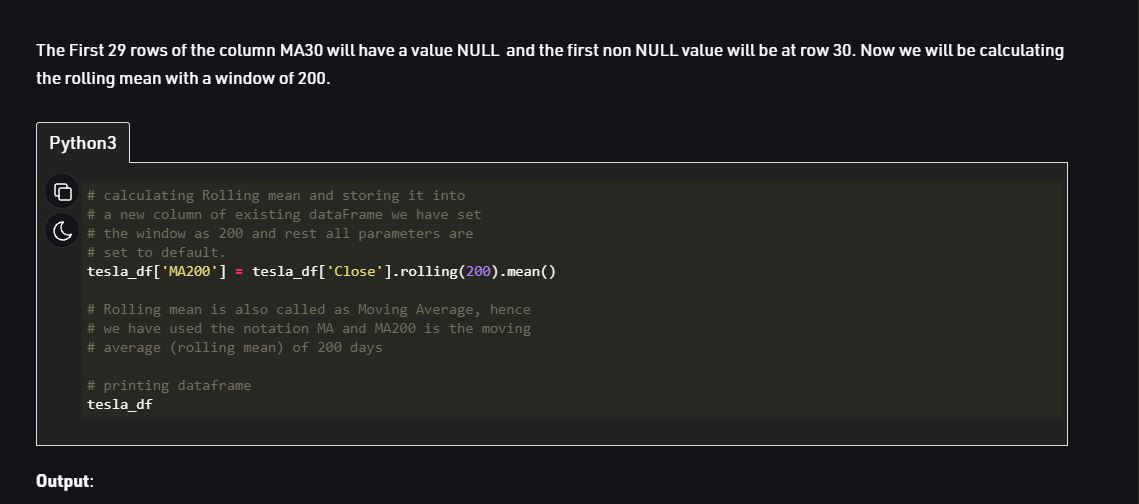 The First 29 rows of the column MA30 will have a value NULL and the first non NULL value will be at row 30. Now we will be calculating
the rolling mean with a window of 200.
Python3
# calculating Rolling mean and storing it into
# a new column of existing dataFrame we have set
# the window as 200 and rest all parameters are
# set to default.
tesla_df['MA200'] = tesla_df['Close'].rolling(200).mean()
# Rolling mean is also called as Moving Average, hence
# we have used the notation MA and MA200 is the moving
# average (rolling mean) of 200 days
# printing dataframe
tesla_df
Output: